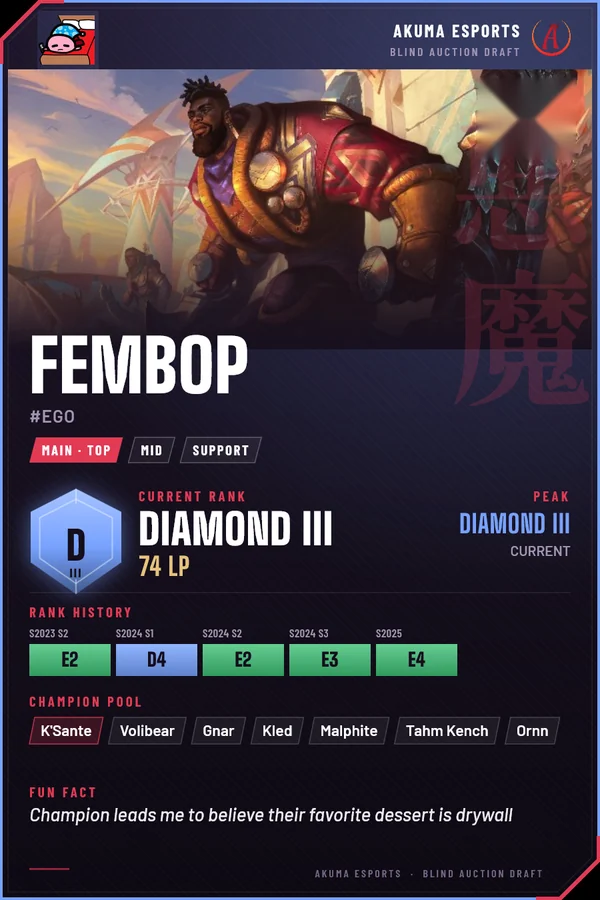 AKUMA ESPORTS
BLIND AUCTION DRAFT
A
悪
魔
FEMBOP
#EGO
MAIN · TOP
MID
SUPPORT
D
III
CURRENT RANK
DIAMOND III
74 LP
PEAK
DIAMOND III
CURRENT
RANK HISTORY
S2023 S2
S2024 S1
S2024 S2
S2024 S3
S2025
E2
D4
E2
E3
E4
CHAMPION POOL
K'Sante
Volibear
Gnar
Kled
Malphite
Tahm Kench
Ornn
FUN FACT
Champion leads me to believe their favorite dessert is drywall
AKUMA ESPORTS · BLIND AUCTION DRAFT